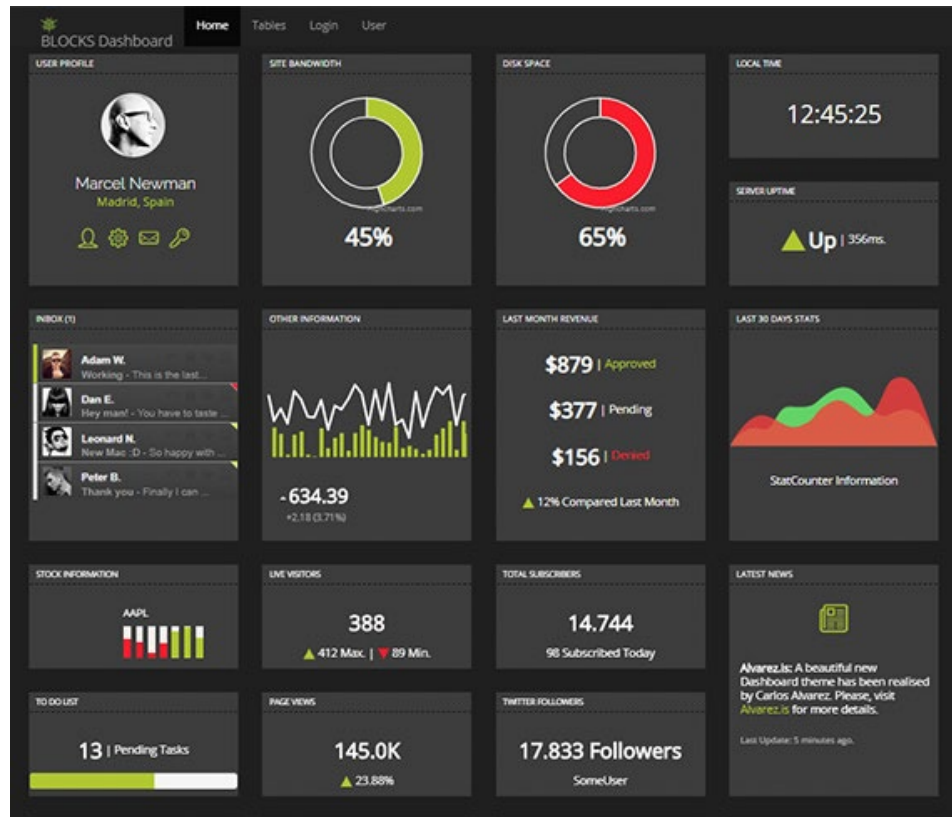 BLOCKS Dashboard
Home Tables Login User
USER PROFILE
Marcel Newman
Madrid, Spain
SITE BANDWIDTH
45%
DISK SPACE
65%
LOCAL TIME
12:45:25
SERVER UPTIME
Up | 356ms.
INBOX (1)
Adam W.
Working - This is the last...
Dan E.
Hey man! - You have to taste ...
Leonard N.
New Mac :D - So happy with ...
Peter B.
Thank you - Finally I can ...
OTHER INFORMATION
- 634.39
+2.18 (3.71%)
LAST MONTH REVENUE
$879 | Approved
$377 | Pending
$156 | Denied
12% Compared Last Month
LAST 30 DAYS STATS
StatCounter Information
STOCK INFORMATION
AAPL
LIVE VISITORS
388
412 Max. | 89 Min.
TOTAL SUBSCRIBERS
14.744
98 Subscribed Today
LATEST NEWS
Alvarez.is: A beautiful new
Dashboard theme has been realised
by Carlos Alvarez. Please, visit
Alvarez.is for more details.
Last Update: 5 minutes ago.
TO DO LIST
13 | Pending Tasks
PAGE VIEWS
145.0K
23.88%
TWITTER FOLLOWERS
17.833 Followers
SomeUser